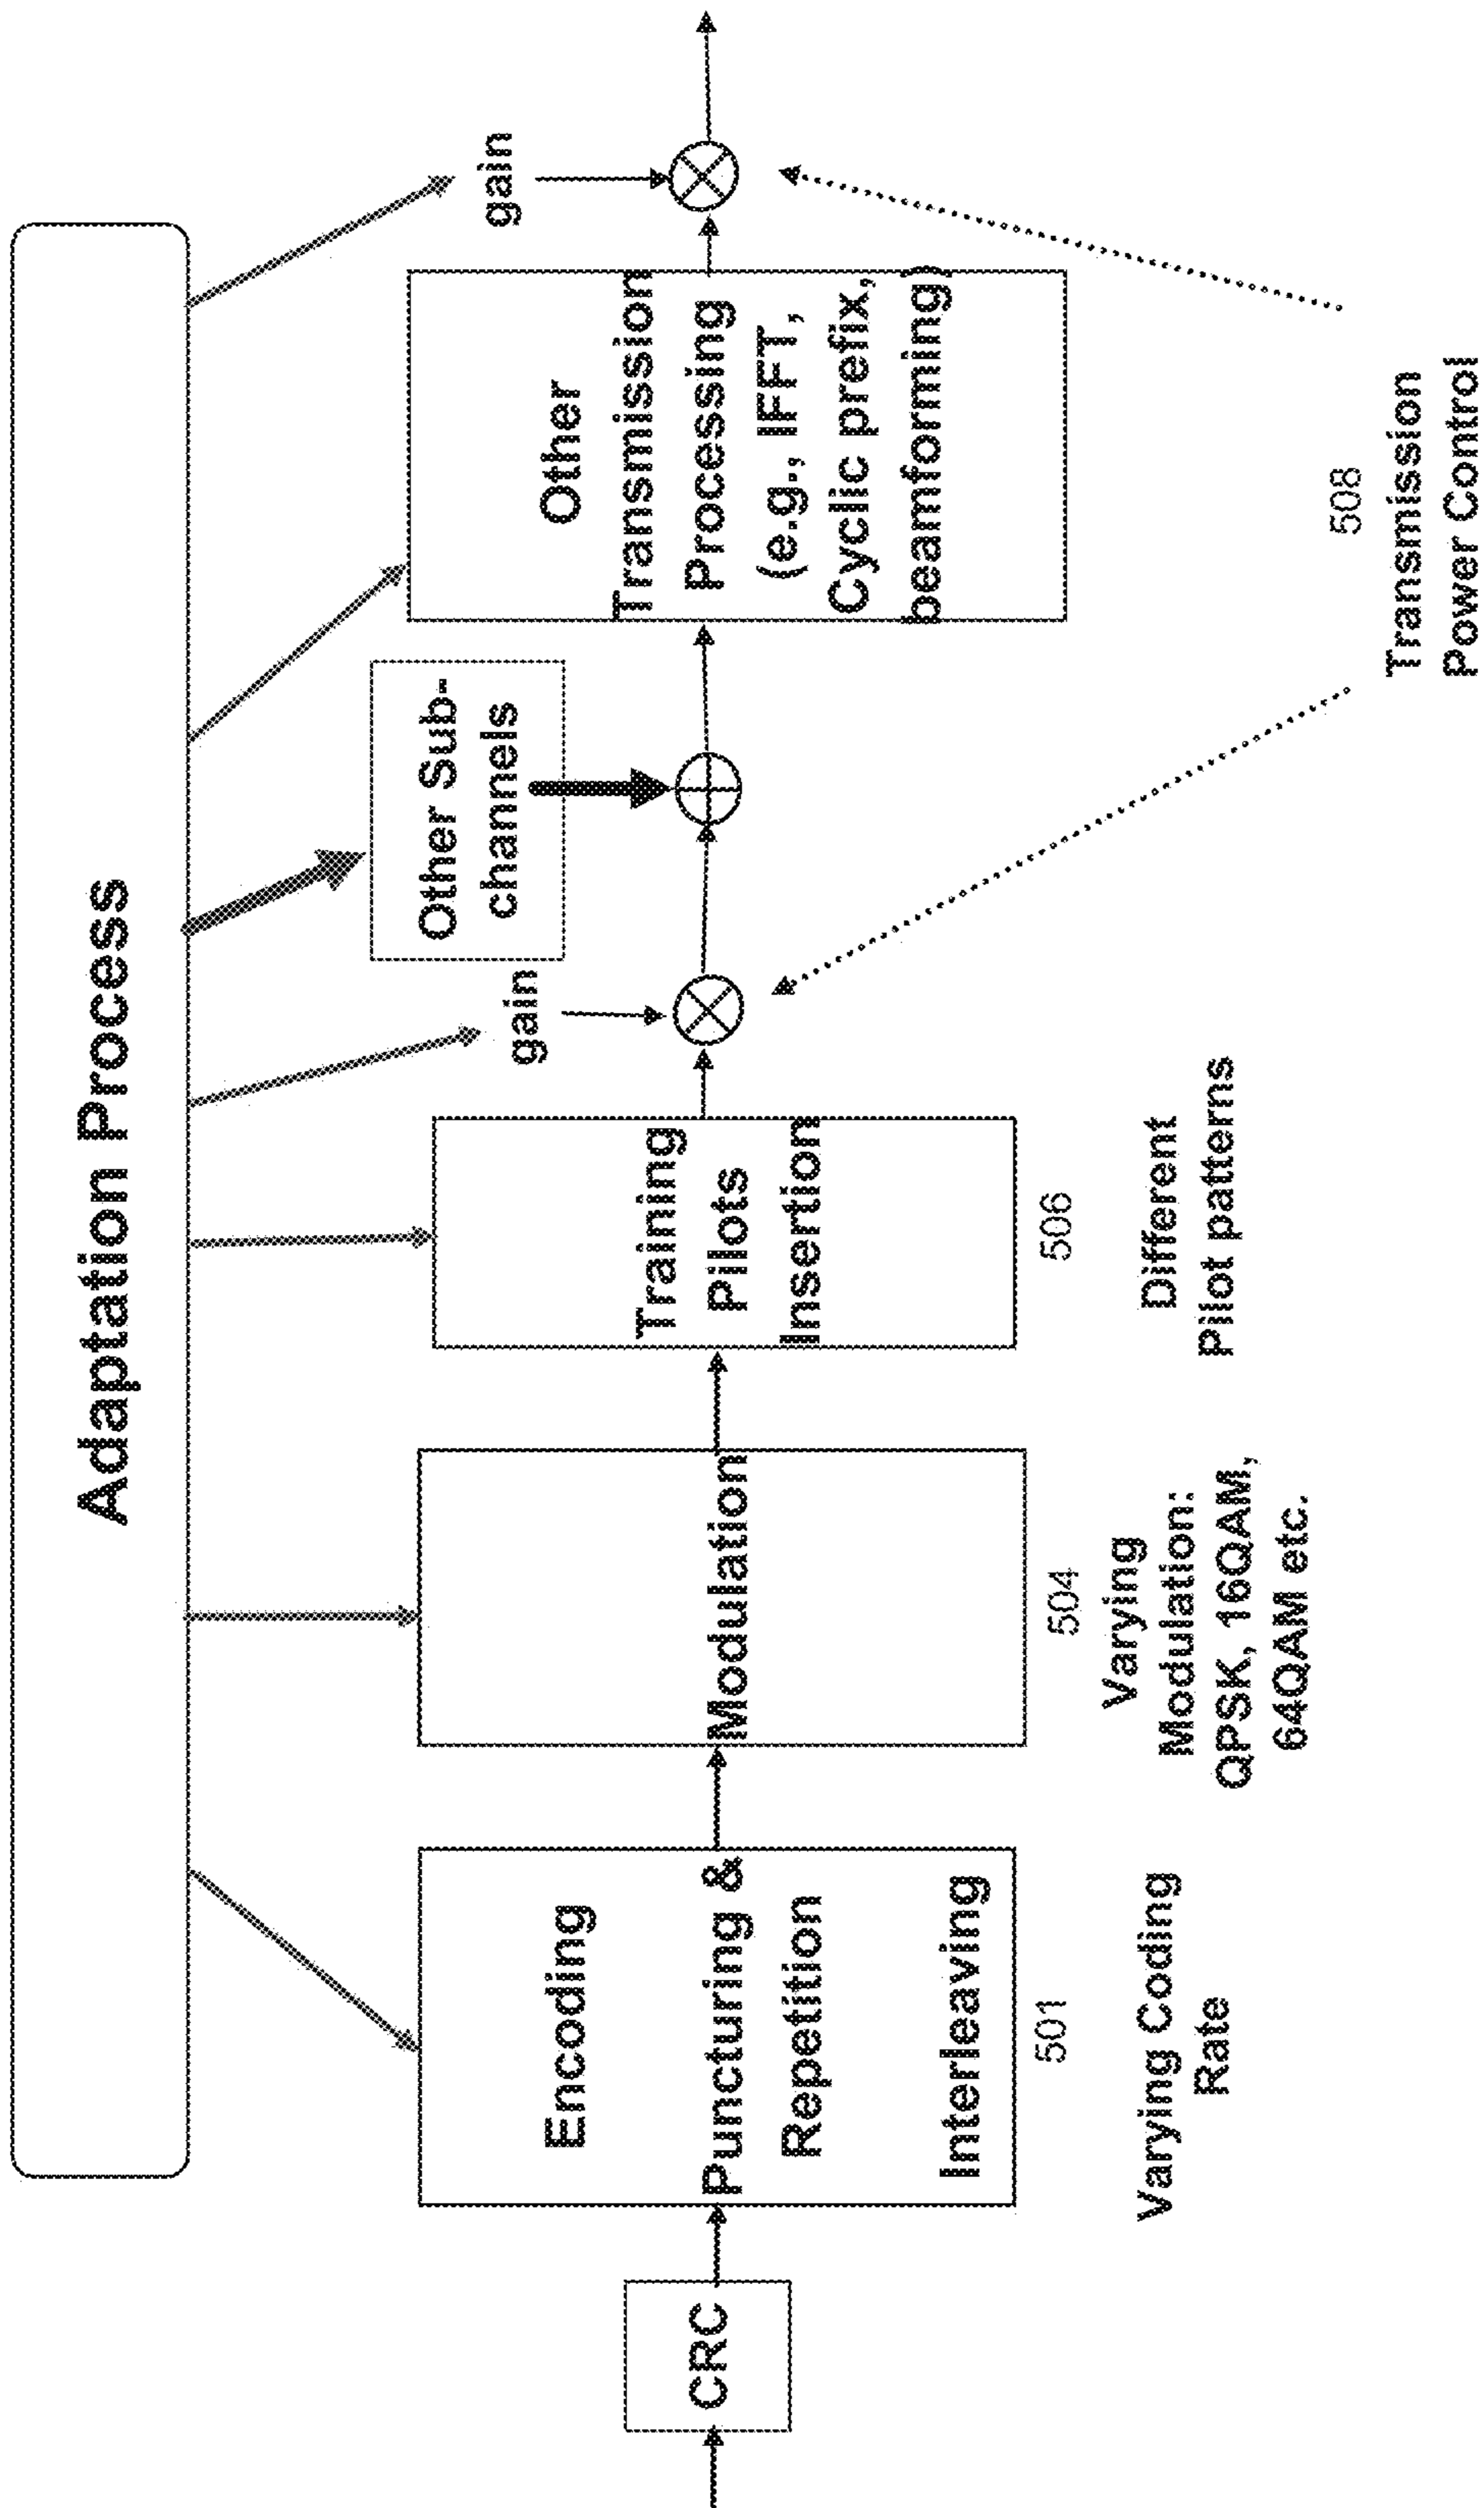 Adaptation Process
CRC
Encoding
Puncturing &
Repetition
Interleaving
501
Varying Coding
Rate
Modulation
504
Varying
Modulation:
QPSK, 16QAM,
64QAM etc.
Training
Pilots
Insertion
506
Different
Pilot patterns
gain
Other Sub-
channels
Other
Transmission
Processing
(e.g., IFFT,
Cyclic prefix,
beamforming)
gain
508
Transmission
Power Control